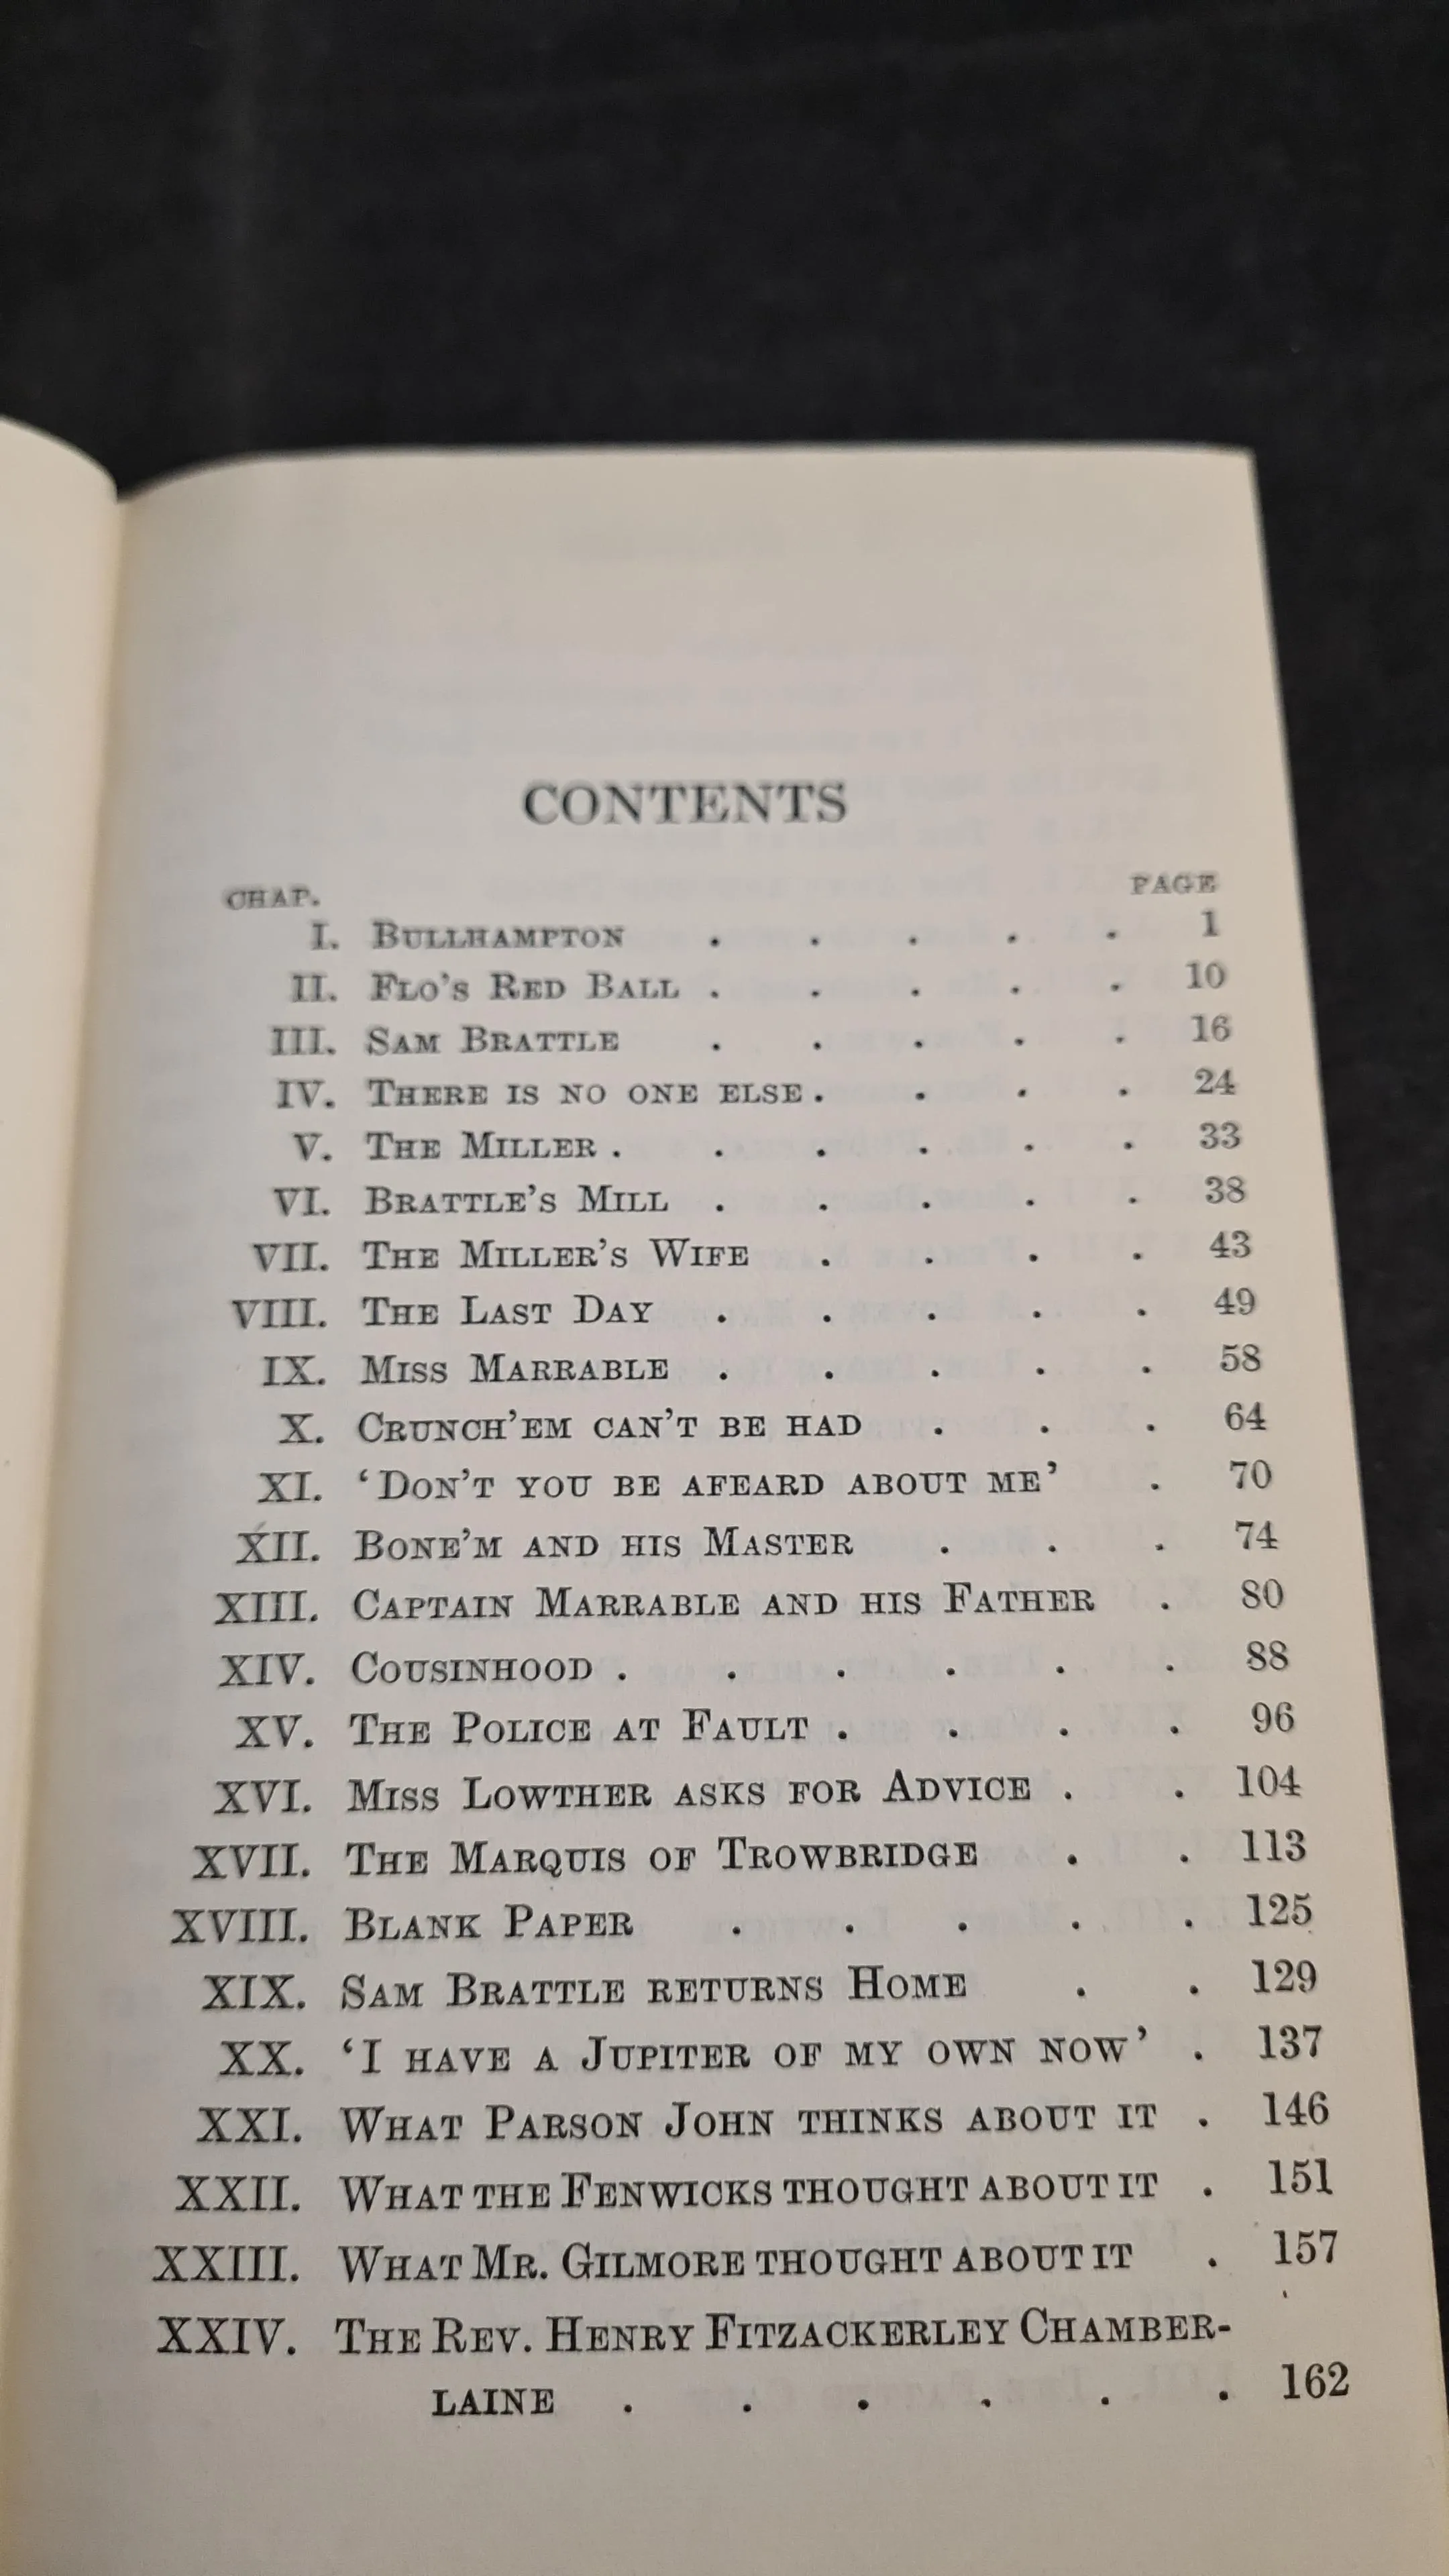 CONTENTS
CHAP. PAGE
I. BULLHAMPTON . . . . . 1
II. FLO'S RED BALL . . . . . 10
III. SAM BRATTLE . . . . . 16
IV. THERE IS NO ONE ELSE . . . . 24
V. THE MILLER . . . . . . 33
VI. BRATTLE'S MILL . . . . . 38
VII. THE MILLER'S WIFE . . . . 43
VIII. THE LAST DAY . . . . . 49
IX. MISS MARRABLE . . . . . 58
X. CRUNCH'EM CAN'T BE HAD . . . 64
XI. ‘DON'T YOU BE AFEARD ABOUT ME’ . 70
XII. BONE'M AND HIS MASTER . . . 74
XIII. CAPTAIN MARRABLE AND HIS FATHER . 80
XIV. COUSINHOOD . . . . . . 88
XV. THE POLICE AT FAULT . . . . 96
XVI. MISS LOWTHER ASKS FOR ADVICE . . 104
XVII. THE MARQUIS OF TROWBRIDGE . . 113
XVIII. BLANK PAPER . . . . . 125
XIX. SAM BRATTLE RETURNS HOME . . 129
XX. ‘I HAVE A JUPITER OF MY OWN NOW’ . 137
XXI. WHAT PARSON JOHN THINKS ABOUT IT . 146
XXII. WHAT THE FENWICKS THOUGHT ABOUT IT . 151
XXIII. WHAT MR. GILMORE THOUGHT ABOUT IT . 157
XXIV. THE REV. HENRY FITZACKERLEY CHAMBER-
LAINE . . . . . . 162